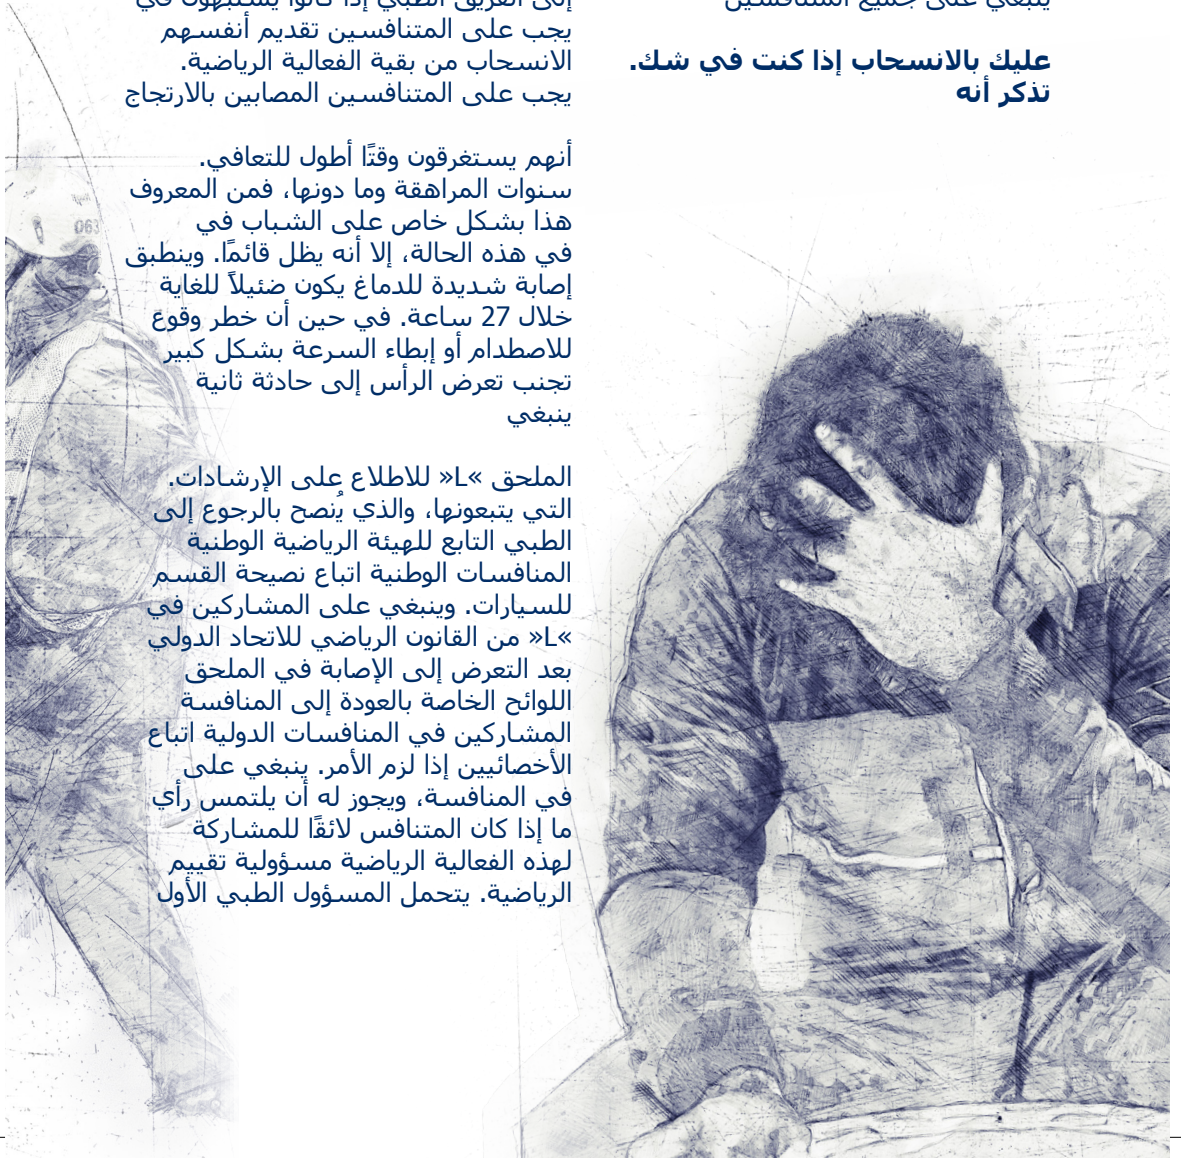 ينبغي على جميع المتنافسين
عليك بالانسحاب إذا كنت في شك.
تذكر أنه
إلى الفريق الطبي إذا كانوا يشتبهون في
يجب على المتنافسين تقديم أنفسهم
الانسحاب من بقية الفعالية الرياضية.
يجب على المتنافسين المصابين بالارتجاج
أنهم يستغرقون وقتًا أطول للتعافي.
سنوات المراهقة وما دونها، فمن المعروف
هذا بشكل خاص على الشباب في
في هذه الحالة، إلا أنه يظل قائمًا. وينطبق
إصابة شديدة للدماغ يكون ضئيلاً للغاية
خلال 27 ساعة. في حين أن خطر وقوع
للاصطدام أو إبطاء السرعة بشكل كبير
تجنب تعرض الرأس إلى حادثة ثانية
ينبغي
الملحق »L« للاطلاع على الإرشادات.
التي يتبعونها، والذي يُنصح بالرجوع إلى
الطبي التابع للهيئة الرياضية الوطنية
المنافسات الوطنية اتباع نصيحة القسم
للسيارات. وينبغي على المشاركين في
»L« من القانون الرياضي للاتحاد الدولي
بعد التعرض إلى الإصابة في الملحق
اللوائح الخاصة بالعودة إلى المنافسة
المشاركين في المنافسات الدولية اتباع
الأخصائيين إذا لزم الأمر. ينبغي على
في المنافسة، ويجوز له أن يلتمس رأي
ما إذا كان المتنافس لائقًا للمشاركة
لهذه الفعالية الرياضية مسؤولية تقييم
الرياضية. يتحمل المسؤول الطبي الأول
063